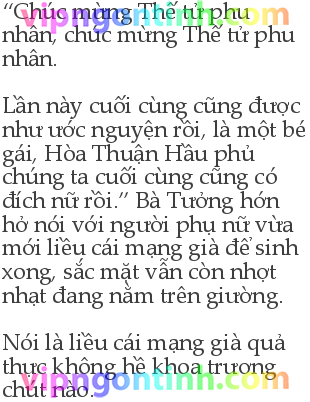 “Chúc mừng Thế tử phu
nhân, chúc mừng Thế tử phu
nhân.
Lần này cuối cùng cũng được
như ước nguyện rồi, là một bé
gái, Hòa Thuận Hầu phủ
chúng ta cuối cùng cũng có
đích nữ rồi.” Bà Tưởng hớn
hở nói với người phụ nữ vừa
mới liều cái mạng già để sinh
xong, sắc mặt vẫn còn nhợt
nhạt đang nằm trên giường.
Nói là liều cái mạng già quả
thực không hề khoa trương
chút nào.
vipngontinh.com
vipngontinh.com